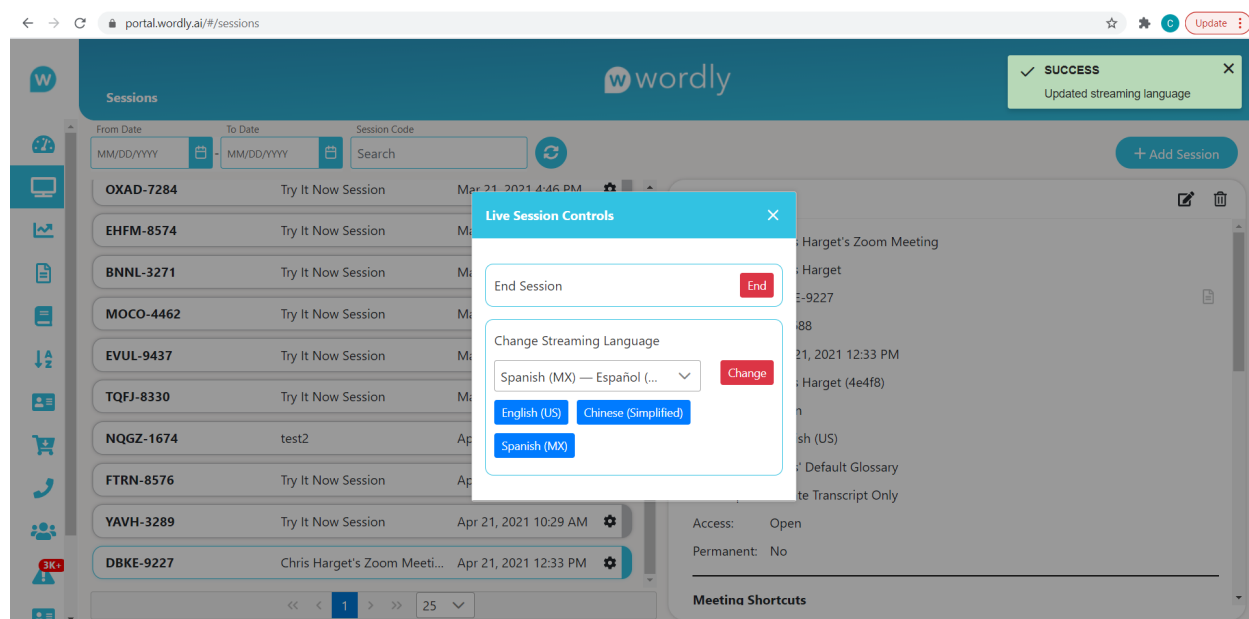 portal.wordly.ai/#/sessions
C
Update
w
Sessions
wordly
SUCCESS
Updated streaming language
From Date
To Date
Session Code
MM/DD/YYYY
-
MM/DD/YYYY
Search
+ Add Session
OXAD-7284 Try It Now Session Mar 21, 2021 4:46 PM
EHFM-8574 Try It Now Session
BNNL-3271 Try It Now Session
MOCO-4462 Try It Now Session
EVUL-9437 Try It Now Session
TQFJ-8330 Try It Now Session
NQGZ-1674 test2
FTRN-8576 Try It Now Session
YAVH-3289 Try It Now Session Apr 21, 2021 10:29 AM
DBKE-9227 Chris Harget's Zoom Meeti... Apr 21, 2021 12:33 PM
<< < 1 > >> 25
3K+
A
Z
Live Session Controls
End Session
End
Change Streaming Language
Spanish (MX) — Español (...
Change
English (US)
Chinese (Simplified)
Spanish (MX)
Harget's Zoom Meeting
Harget
E-9227
21, 2021 12:33 PM
Harget (4e4f8)
sh (US)
' Default Glossary
te Transcript Only
Access: Open
Permanent: No
Meeting Shortcuts